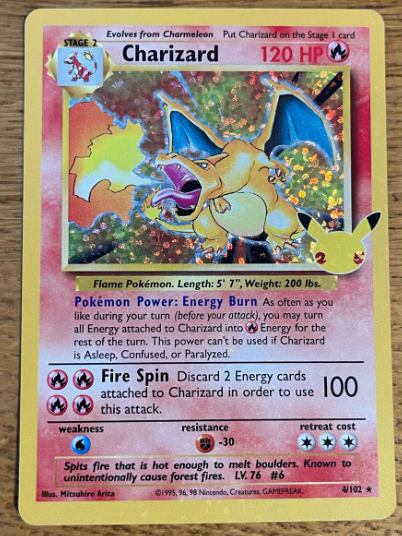 Evolves from Charmeleon Put Charizard on the Stage 1 card
STAGE 2
Charizard 120 HP
Flame Pokémon. Length: 5' 7", Weight: 200 lbs.
Pokémon Power: Energy Burn As often as you
like during your turn (before your attack), you may turn
all Energy attached to Charizard into Energy for the
rest of the turn. This power can't be used if Charizard
is Asleep, Confused, or Paralyzed.
Fire Spin Discard 2 Energy cards
attached to Charizard in order to use
this attack.
100
weakness resistance retreat cost
-30
Spits fire that is hot enough to melt boulders. Known to
unintentionally cause forest fires. LV. 76 #6
Illus. Mitsuhiro Arita ©1995, 96, 98 Nintendo, Creatures, GAMEFREAK. 4/102 ★